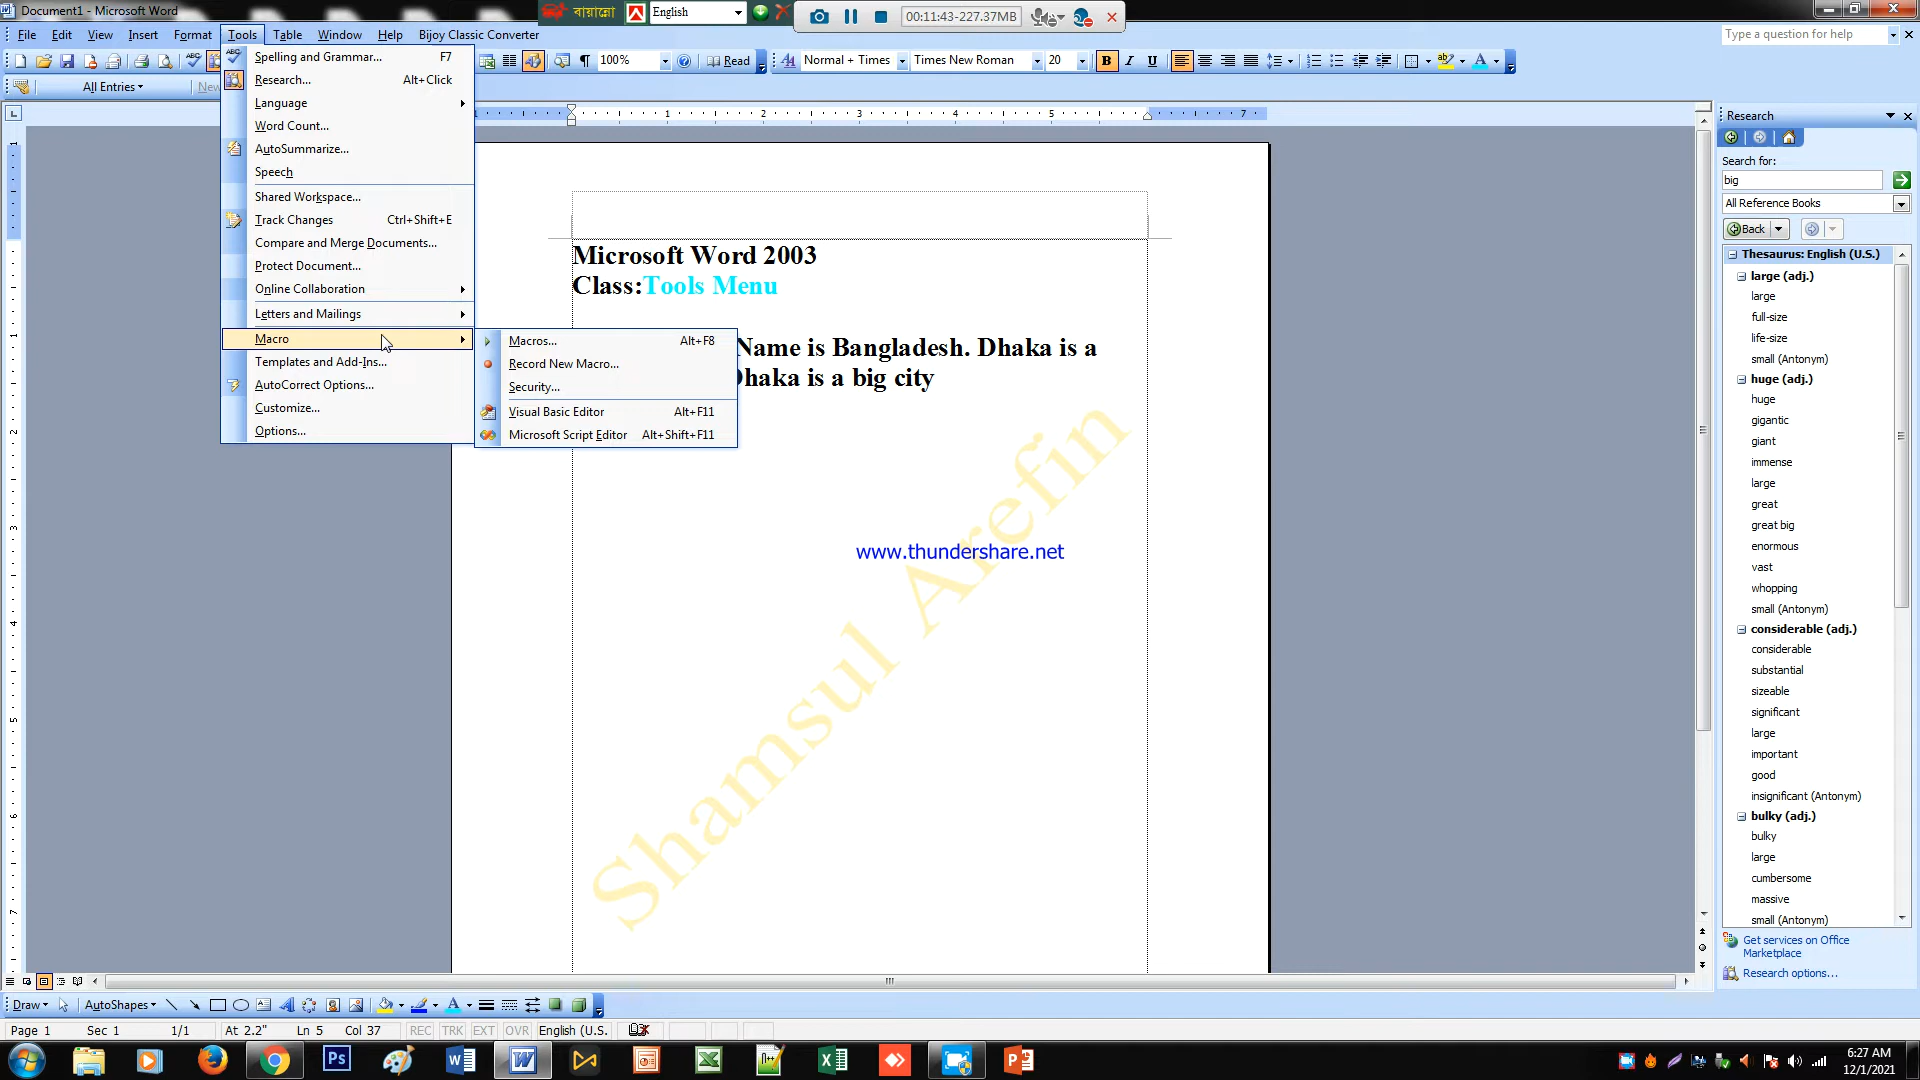 Document1 - Microsoft Word
বায়ান্নো
English
00:11:43-227.37MB
File Edit View Insert Format Tools Table Window Help Bijoy Classic Converter
Type a question for help
100%
Read
Normal + Times
Times New Roman
20
B I U
All Entries
New
Spelling and Grammar... F7
Research... Alt+Click
Language
Word Count...
AutoSummarize...
Speech
Shared Workspace...
Track Changes Ctrl+Shift+E
Compare and Merge Documents...
Protect Document...
Online Collaboration
Letters and Mailings
Macro
Templates and Add-Ins...
AutoCorrect Options...
Customize...
Options...
Macros... Alt+F8
Record New Macro...
Security...
Visual Basic Editor Alt+F11
Microsoft Script Editor Alt+Shift+F11
1 2 3 4 5 7
Microsoft Word 2003
Class:Tools Menu
Name is Bangladesh. Dhaka is a
Dhaka is a big city
www.thundershare.net
Shamsul Arefin
Research
Search for:
big
All Reference Books
Back
Thesaurus: English (U.S.)
large (adj.)
large
full-size
life-size
small (Antonym)
huge (adj.)
huge
gigantic
giant
immense
large
great
great big
enormous
vast
whopping
small (Antonym)
considerable (adj.)
considerable
substantial
sizeable
significant
large
important
good
insignificant (Antonym)
bulky (adj.)
bulky
large
cumbersome
massive
small (Antonym)
Get services on Office
Marketplace
Research options...
Draw
AutoShapes
Page 1 Sec 1 1/1 At 2.2" Ln 5 Col 37 REC TRK EXT OVR English (U.S.
6:27 AM
12/1/2021